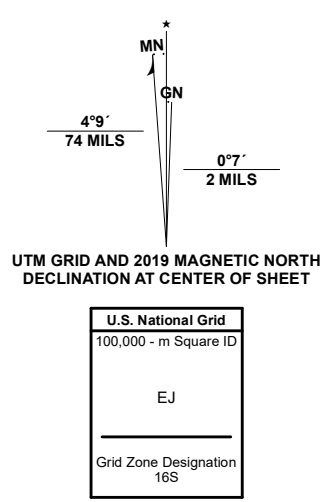 MN
GN
4°9´
74 MILS
0°7´
2 MILS
UTM GRID AND 2019 MAGNETIC NORTH
DECLINATION AT CENTER OF SHEET
U.S. National Grid
100,000 - m Square ID
EJ
Grid Zone Designation
16S